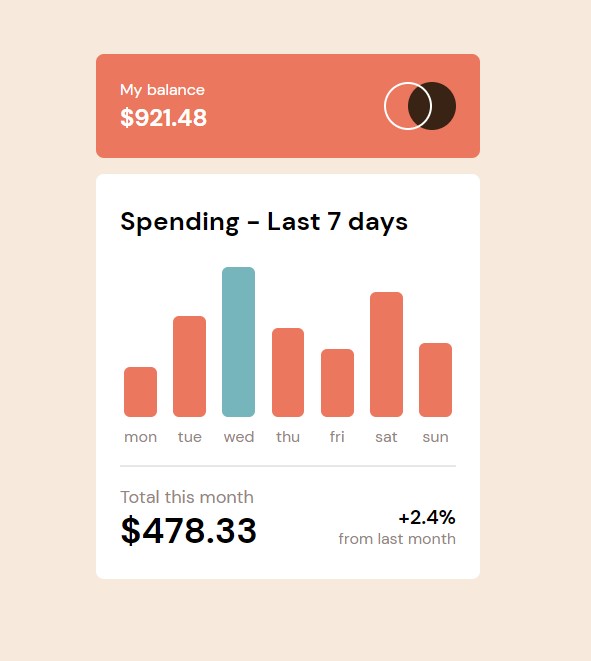 My balance
$921.48
Spending - Last 7 days
mon tue wed thu fri sat sun
Total this month
$478.33
+2.4%
from last month